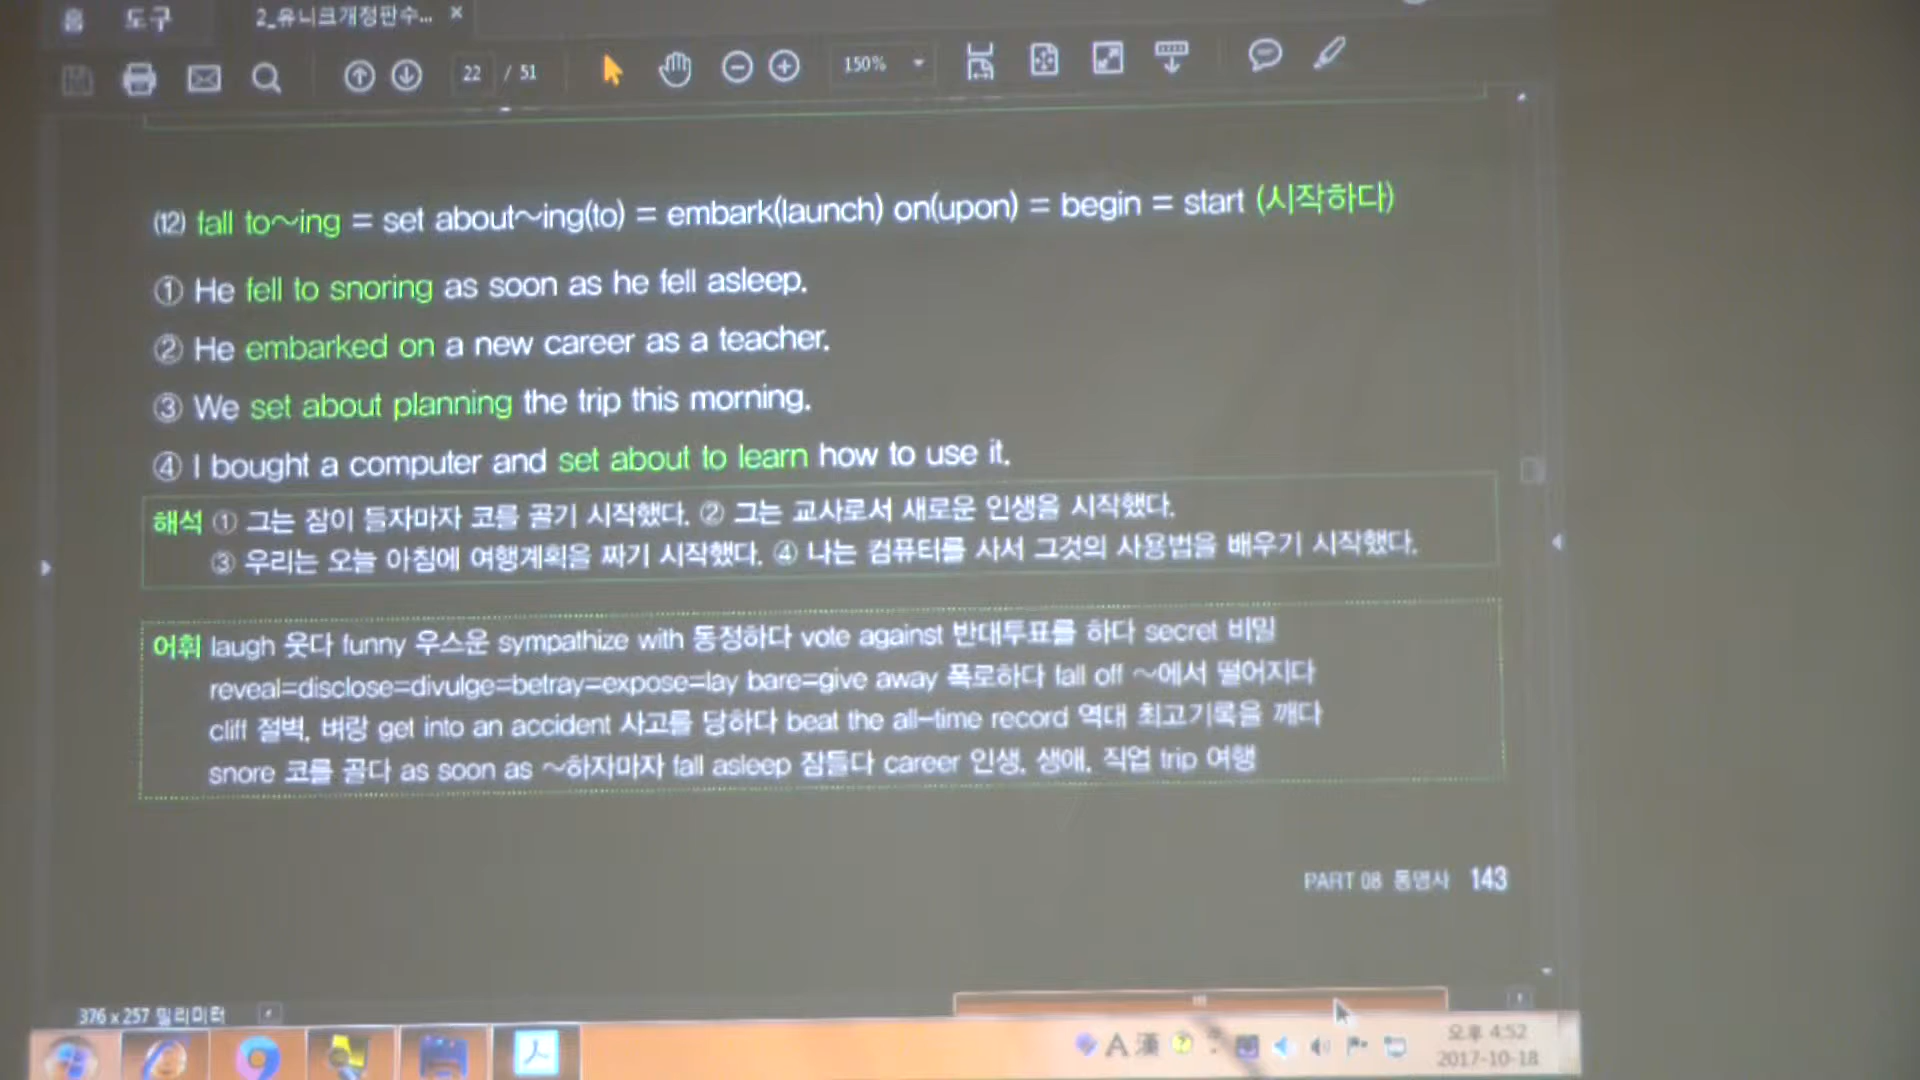 홈 도구 2_유니크개정판수... ×
22 / 51 150%
⑿ fall to~ing = set about~ing(to) = embark(launch) on(upon) = begin = start (시작하다)
① He fell to snoring as soon as he fell asleep.
② He embarked on a new career as a teacher.
③ We set about planning the trip this morning.
④ I bought a computer and set about to learn how to use it.
해석 ① 그는 잠이 들자마자 코를 골기 시작했다. ② 그는 교사로서 새로운 인생을 시작했다.
③ 우리는 오늘 아침에 여행계획을 짜기 시작했다. ④ 나는 컴퓨터를 사서 그것의 사용법을 배우기 시작했다.
어휘 laugh 웃다 funny 우스운 sympathize with 동정하다 vote against 반대투표를 하다 secret 비밀
reveal=disclose=divulge=betray=expose=lay bare=give away 폭로하다 fall off ~에서 떨어지다
cliff 절벽, 벼랑 get into an accident 사고를 당하다 beat the all-time record 역대 최고기록을 깨다
snore 코를 골다 as soon as ~하자마자 fall asleep 잠들다 career 인생, 생애, 직업 trip 여행
PART 08 동명사 143
376 x 257 밀리미터
A 漢 오후 4:52
2017-10-18